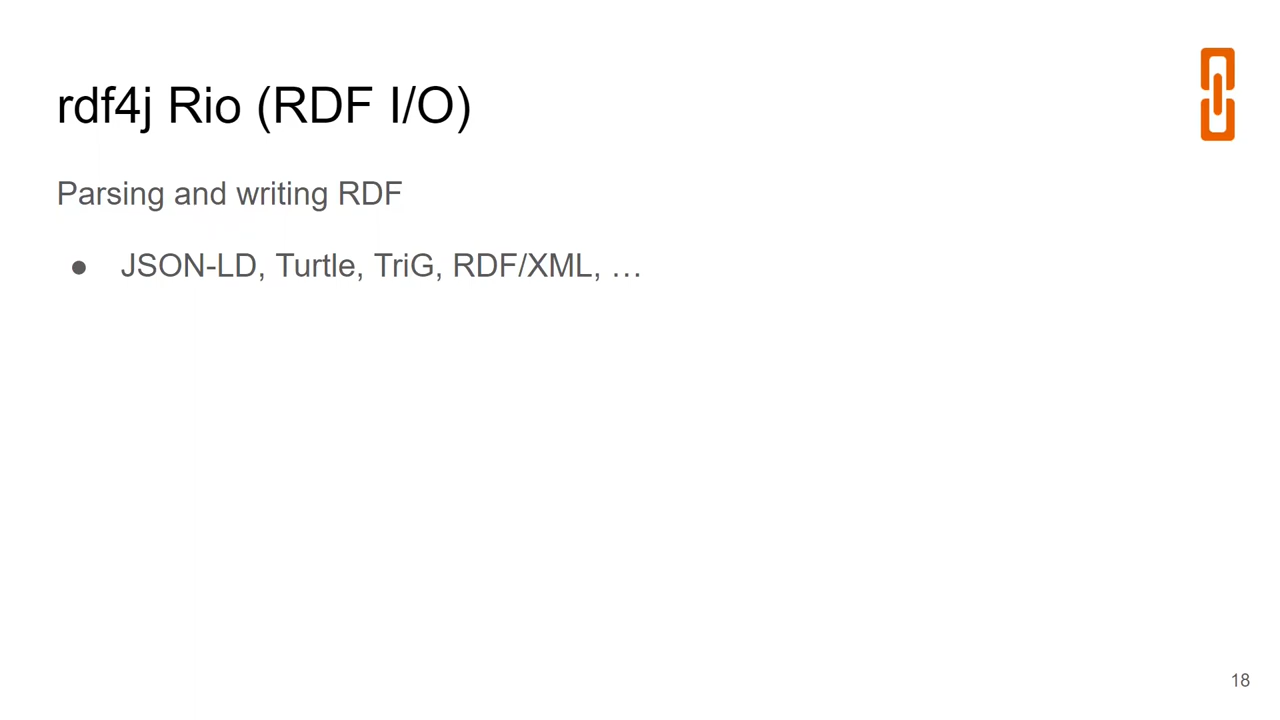 rdf4j Rio (RDF I/O)
Parsing and writing RDF
● JSON-LD, Turtle, TriG, RDF/XML, …
18